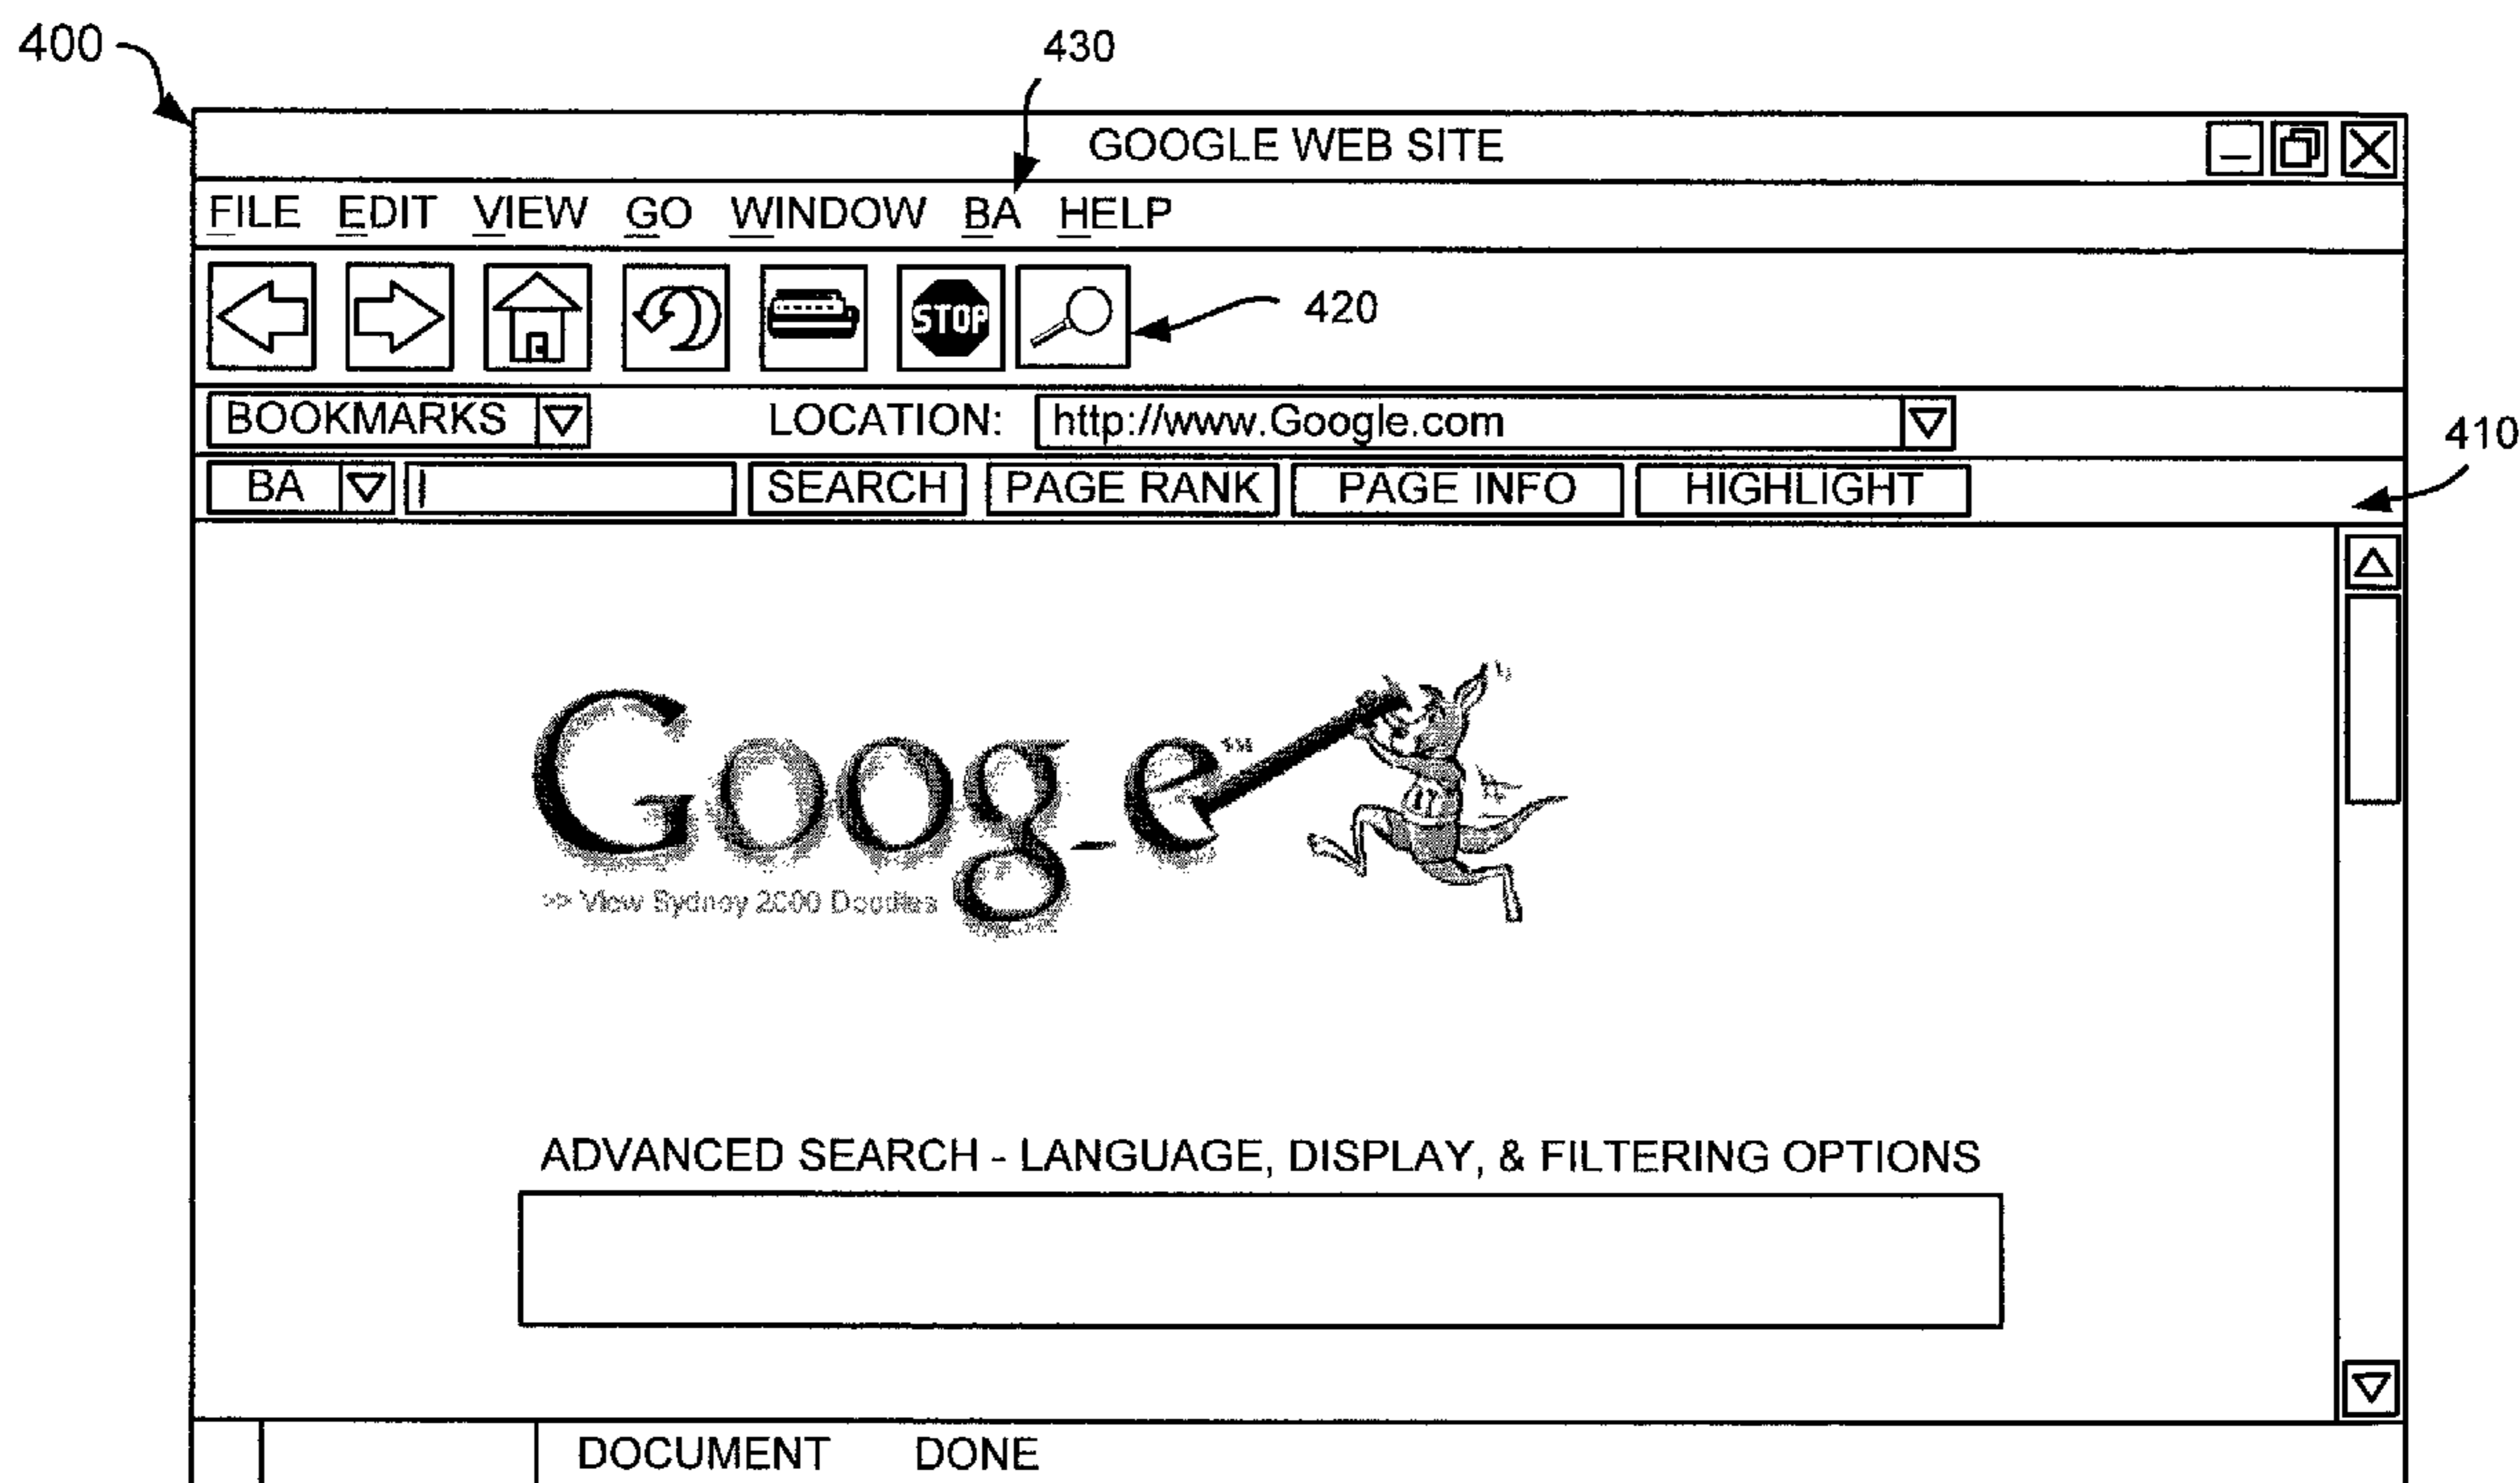 400
430
GOOGLE WEB SITE
FILE EDIT VIEW GO WINDOW BA HELP
STOP
420
BOOKMARKS LOCATION: http://www.Google.com
410
BA SEARCH PAGE RANK PAGE INFO HIGHLIGHT
Goog_e
>> View Sydney 2000 Doodles
ADVANCED SEARCH - LANGUAGE, DISPLAY, & FILTERING OPTIONS
DOCUMENT DONE